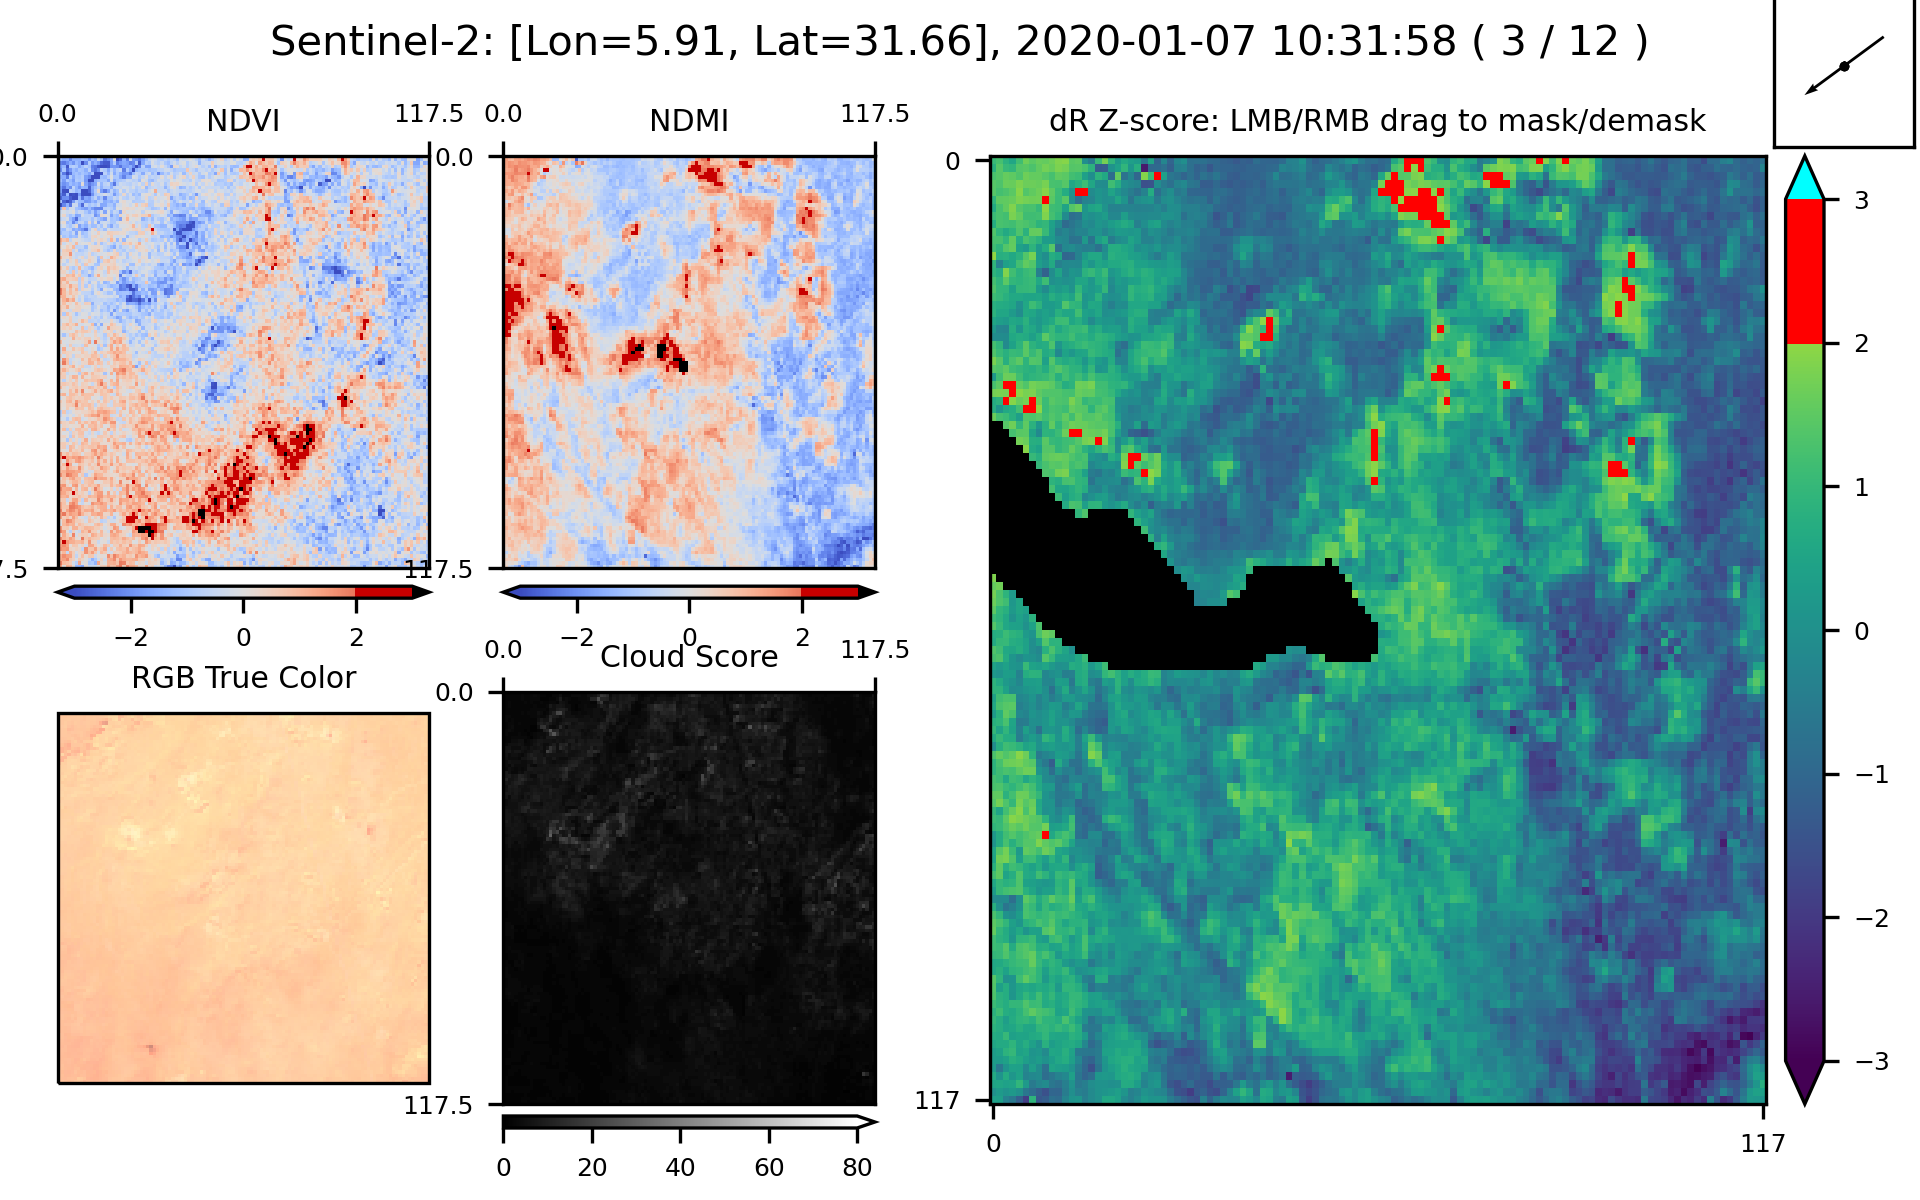 Sentinel-2: [Lon=5.91, Lat=31.66], 2020-01-07 10:31:58 ( 3 / 12 )
0.0 NDVI 117.5
0.0 NDMI 117.5
dR Z-score: LMB/RMB drag to mask/demask
0.0
0.0
0
3
2
1
0
−1
−2
−3
7.5
117.5
−2 0 2
−2 0 2
RGB True Color
0.0 Cloud Score 117.5
0.0
117.5
0 20 40 60 80
117
0 117